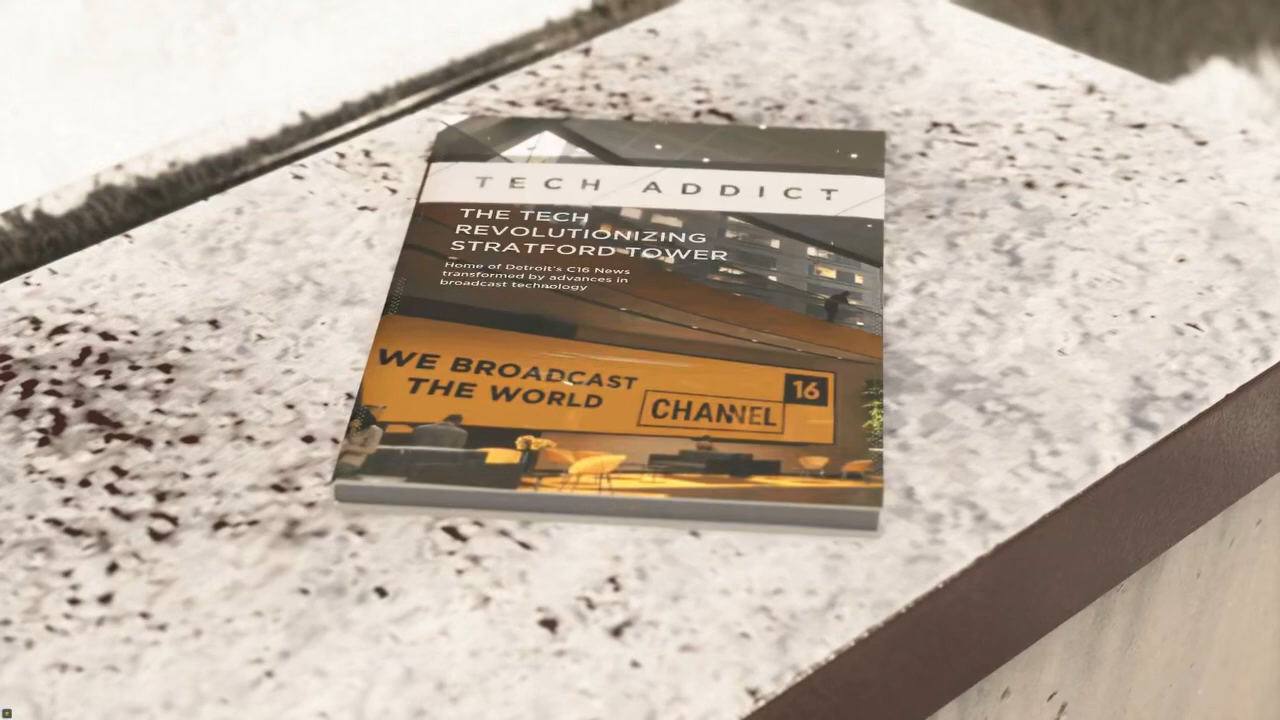 TECH ADDICT
THE TECH
REVOLUTIONIZING
STRATFORD TOWER
Home of Detroit's C16 News
transformed by advances in
broadcast technology
WE BROADCAST
THE WORLD
16
CHANNEL